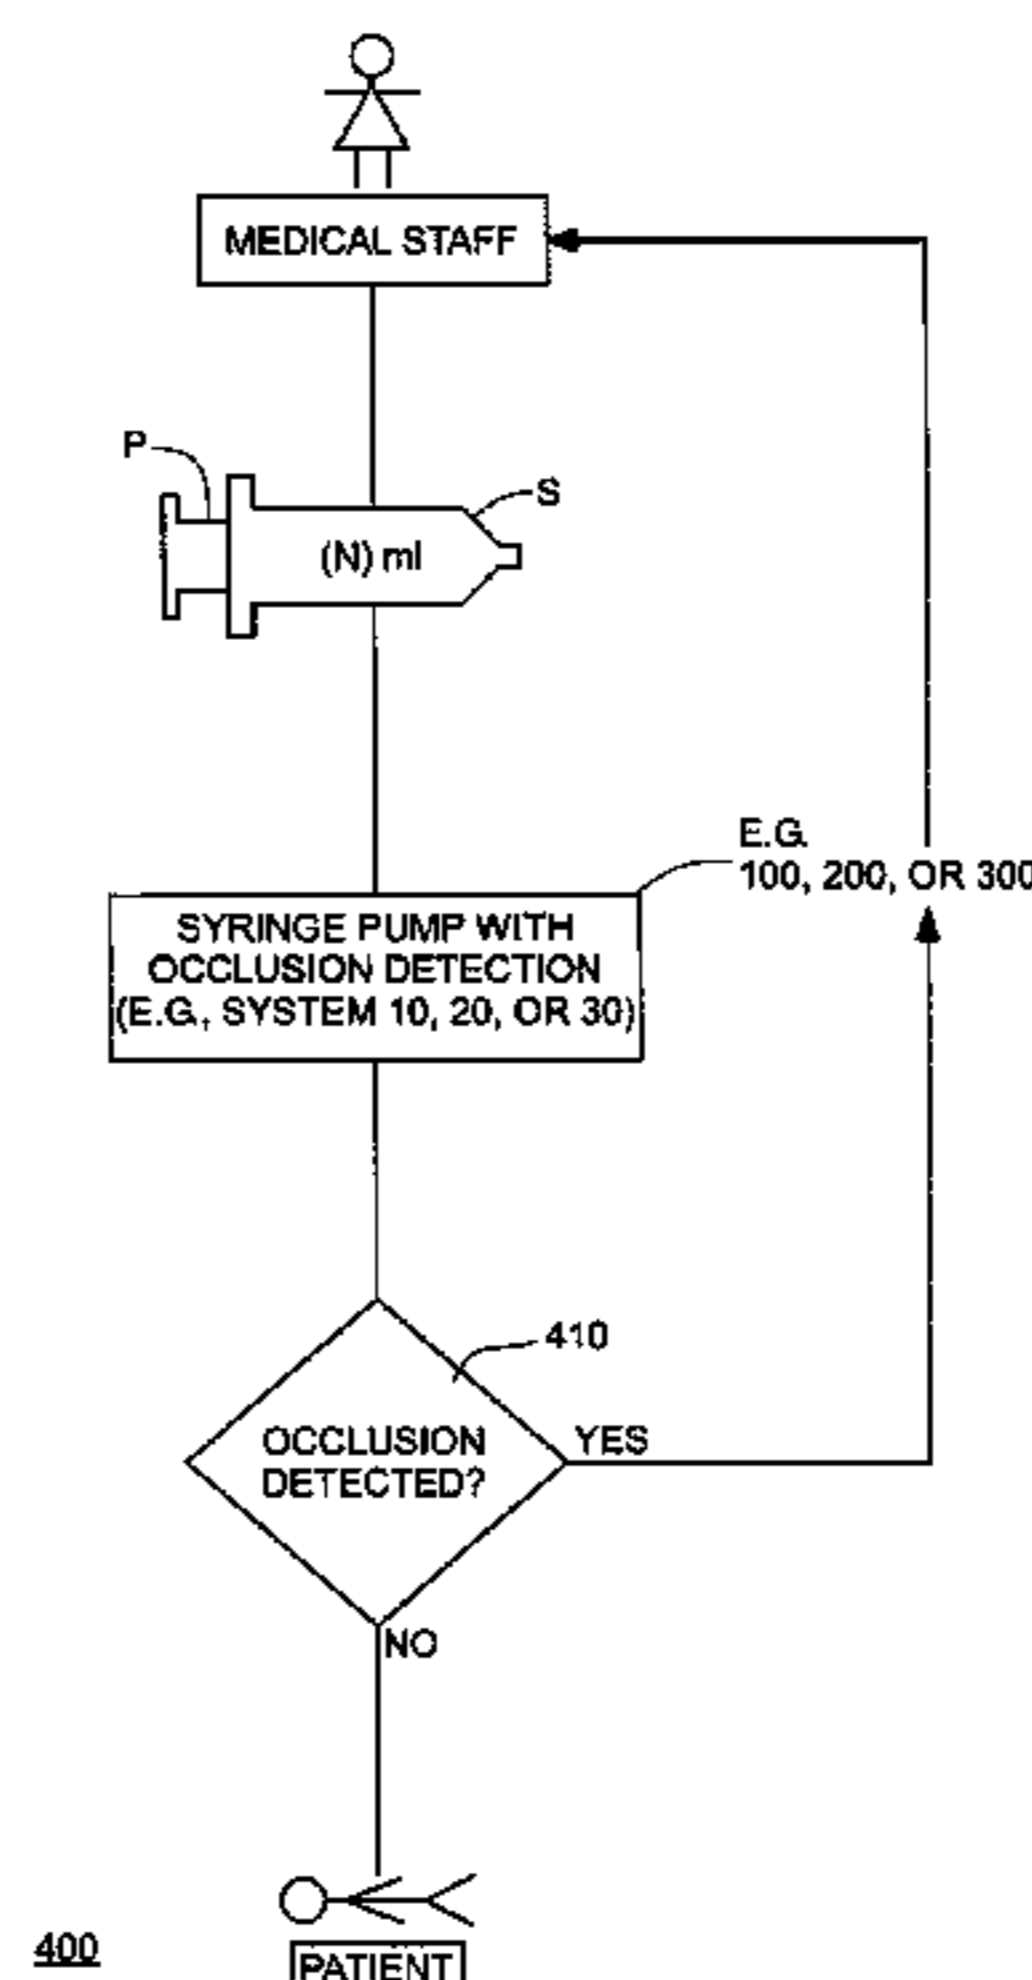 MEDICAL STAFF
P
S
(N) ml
E.G.
100, 200, OR 300
SYRINGE PUMP WITH
OCCLUSION DETECTION
(E.G., SYSTEM 10, 20, OR 30)
410
OCCLUSION
DETECTED?
YES
NO
400
PATIENT